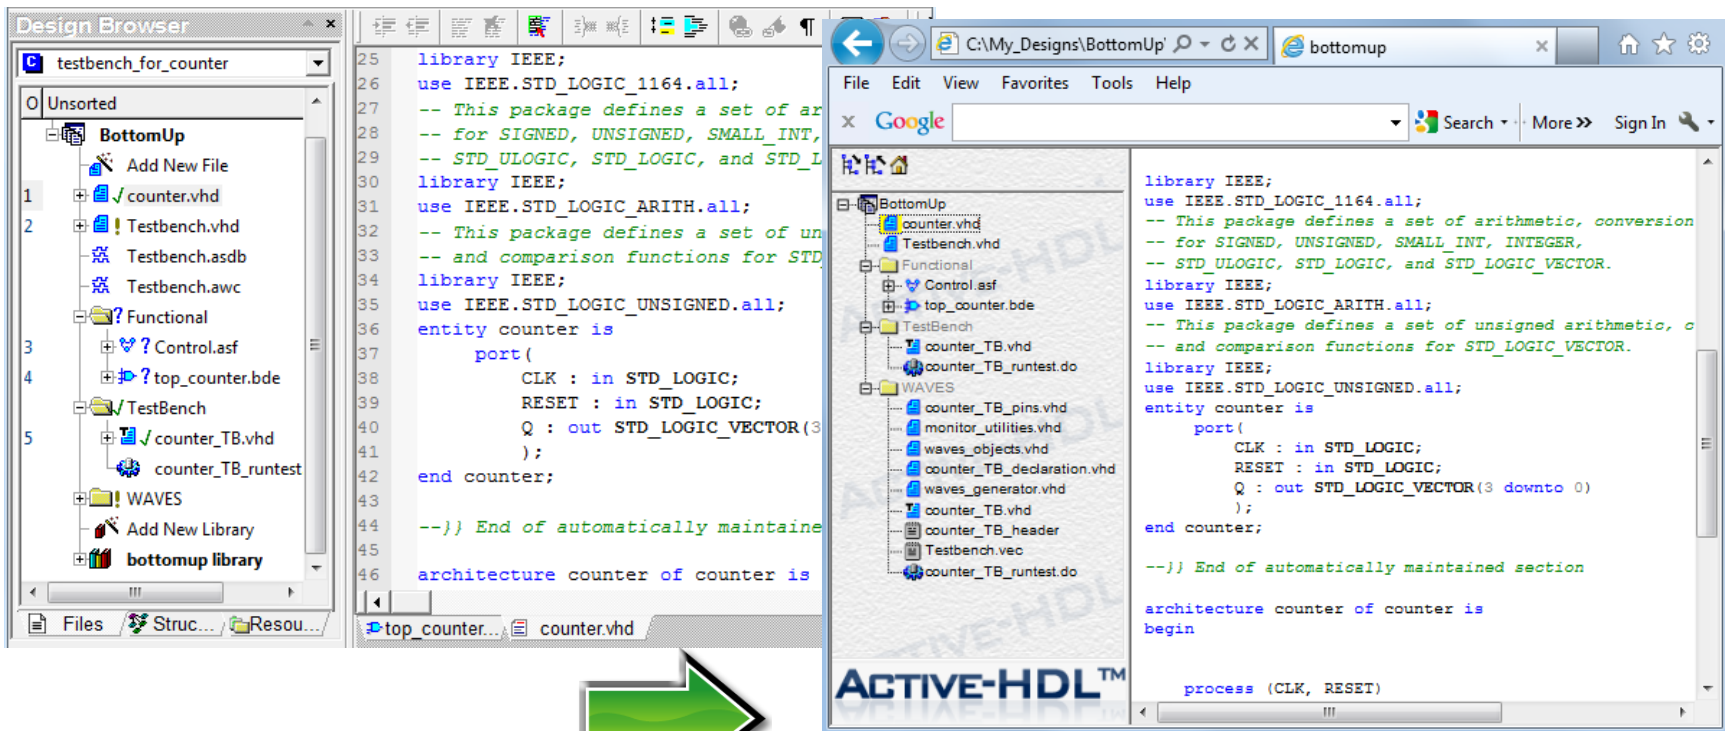 Design Browser
testbench_for_counter
O Unsorted
BottomUp
Add New File
1 counter.vhd
2 ! Testbench.vhd
Testbench.asdb
Testbench.awc
? Functional
3 ? Control.asf
4 ? top_counter.bde
TestBench
5 counter_TB.vhd
counter_TB_runtest
! WAVES
Add New Library
bottomup library
Files Struc... Resou...
25 library IEEE;
26 use IEEE.STD_LOGIC_1164.all;
27 -- This package defines a set of ar
28 -- for SIGNED, UNSIGNED, SMALL_INT,
29 -- STD_ULOGIC, STD_LOGIC, and STD_L
30 library IEEE;
31 use IEEE.STD_LOGIC_ARITH.all;
32 -- This package defines a set of un
33 -- and comparison functions for STD
34 library IEEE;
35 use IEEE.STD_LOGIC_UNSIGNED.all;
36 entity counter is
37 port(
38 CLK : in STD_LOGIC;
39 RESET : in STD_LOGIC;
40 Q : out STD_LOGIC_VECTOR(3
41 );
42 end counter;
43
44 --}} End of automatically maintaine
45
46 architecture counter of counter is
top_counter... counter.vhd
C:\My_Designs\BottomUp\
bottomup
File Edit View Favorites Tools Help
x Google Search More >> Sign In
BottomUp
counter.vhd
Testbench.vhd
Functional
Control.asf
top_counter.bde
TestBench
counter_TB.vhd
counter_TB_runtest.do
WAVES
counter_TB_pins.vhd
monitor_utilities.vhd
waves_objects.vhd
counter_TB_declaration.vhd
waves_generator.vhd
counter_TB.vhd
counter_TB_header
Testbench.vec
counter_TB_runtest.do
ACTIVE-HDL™
library IEEE;
use IEEE.STD_LOGIC_1164.all;
-- This package defines a set of arithmetic, conversion
-- for SIGNED, UNSIGNED, SMALL_INT, INTEGER,
-- STD_ULOGIC, STD_LOGIC, and STD_LOGIC_VECTOR.
library IEEE;
use IEEE.STD_LOGIC_ARITH.all;
-- This package defines a set of unsigned arithmetic, c
-- and comparison functions for STD_LOGIC_VECTOR.
library IEEE;
use IEEE.STD_LOGIC_UNSIGNED.all;
entity counter is
port(
CLK : in STD_LOGIC;
RESET : in STD_LOGIC;
Q : out STD_LOGIC_VECTOR(3 downto 0)
);
end counter;
--}} End of automatically maintained section
architecture counter of counter is
begin
process (CLK, RESET)